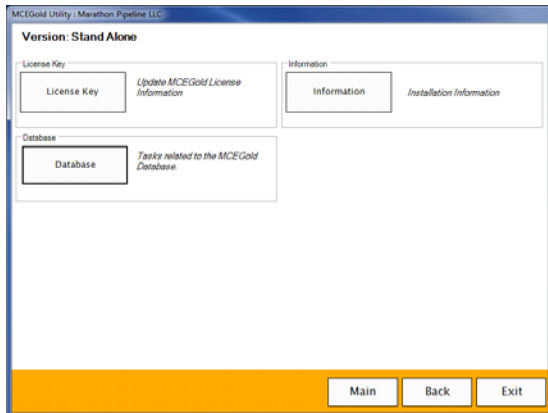 MCEGold Utility : Marathon Pipeline LLC
Version: Stand Alone
License Key
License Key
Update MCEGold License
Information
Information
Information
Installation Information
Database
Database
Tasks related to the MCEGold
Database.
Main
Back
Exit